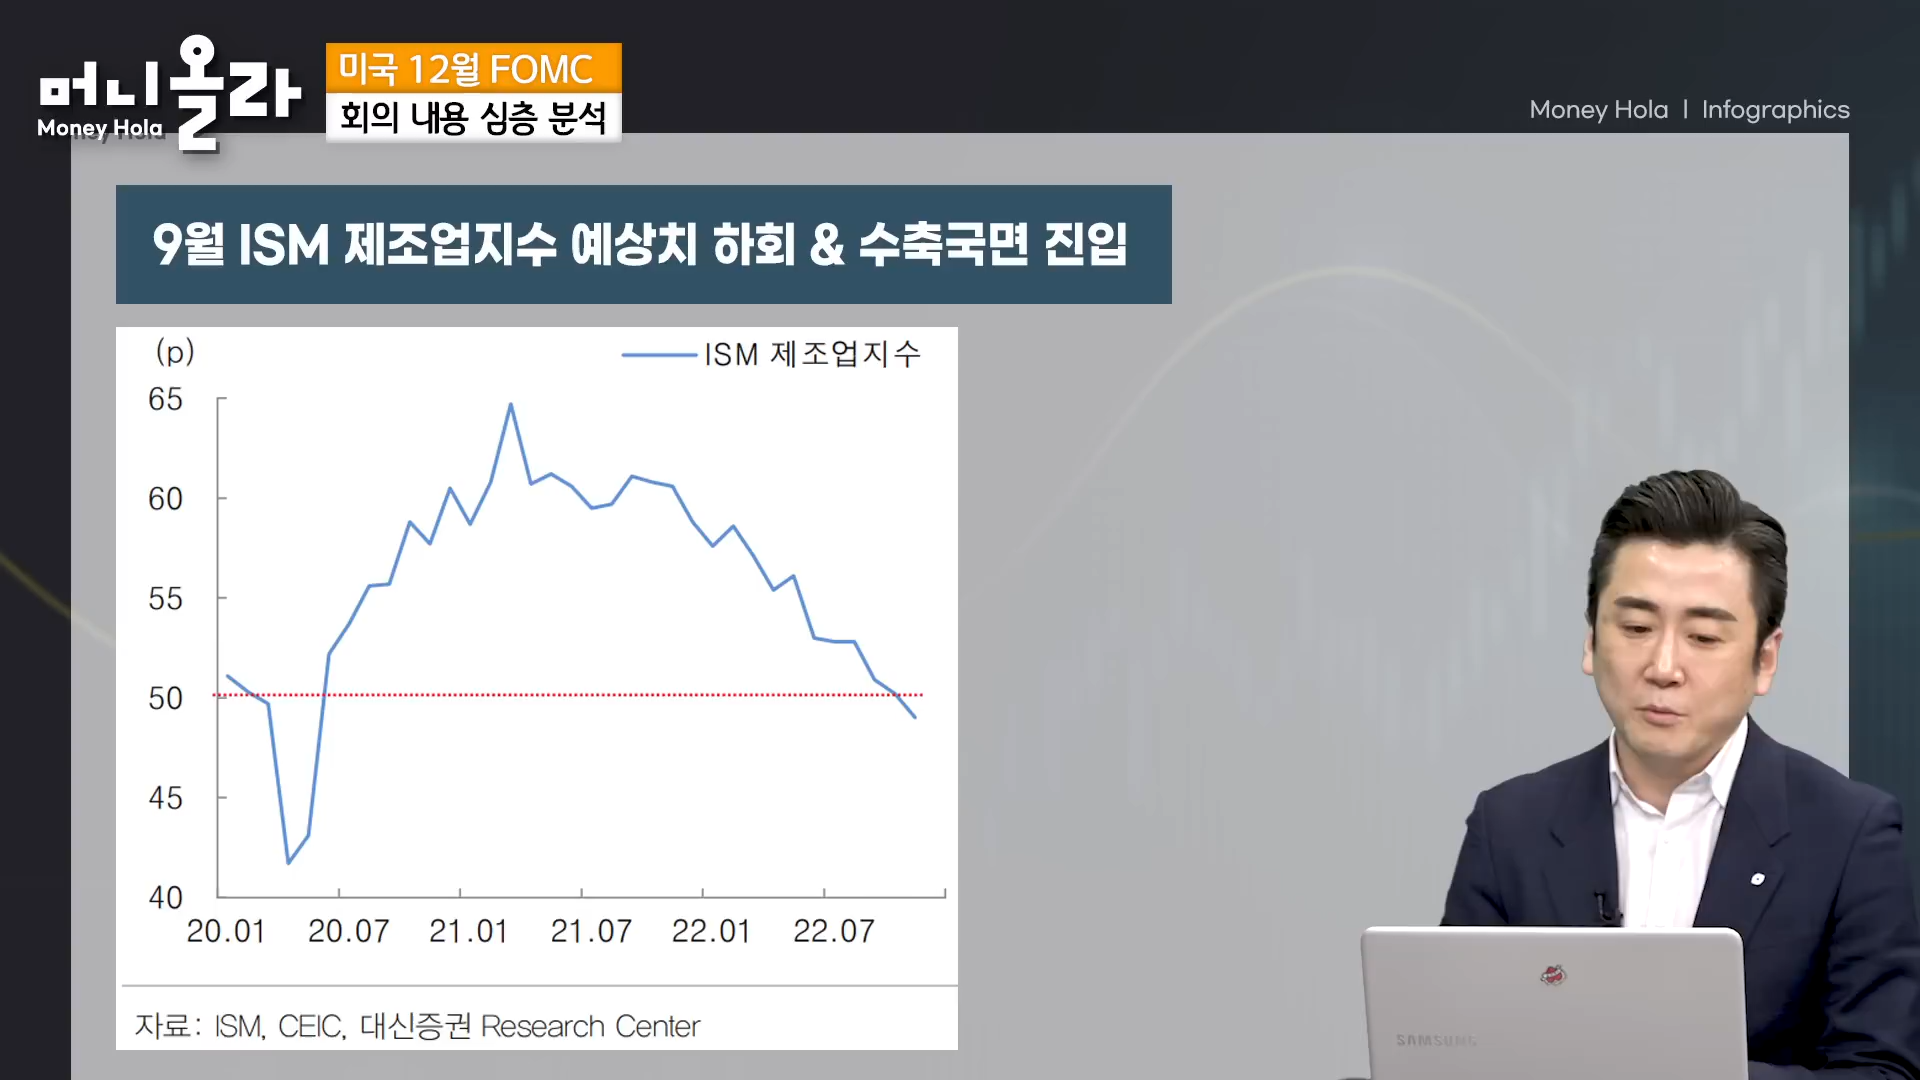 머니올라
Money Hola
미국 12월 FOMC
회의 내용 심층 분석
Money Hola | Infographics
9월 ISM 제조업지수 예상치 하회 & 수축국면 진입
(p)
ISM 제조업지수
65
60
55
50
45
40
20.01 20.07 21.01 21.07 22.01 22.07
자료: ISM, CEIC, 대신증권 Research Center
SAMSUNG